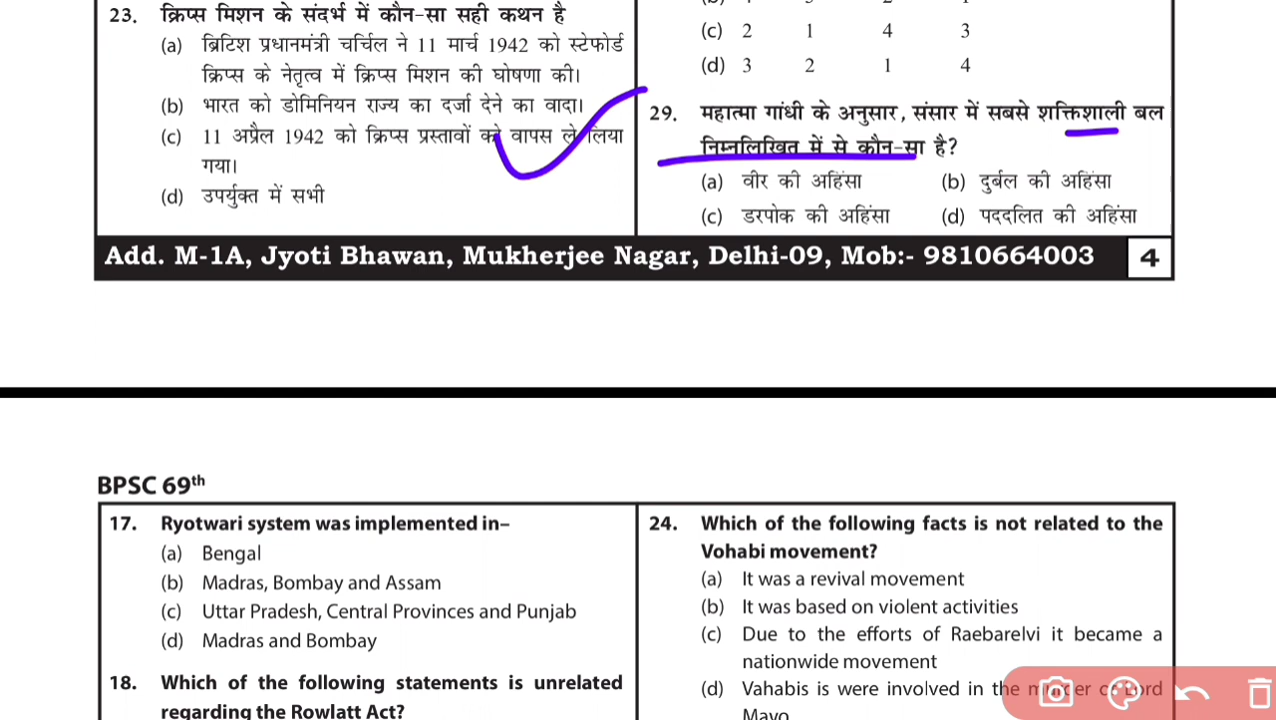 23. क्रिप्स मिशन के संदर्भ में कौन-सा सही कथन है
(a) ब्रिटिश प्रधानमंत्री चर्चिल ने 11 मार्च 1942 को स्टेफोर्ड
क्रिप्स के नेतृत्व में क्रिप्स मिशन की घोषणा की।
(b) भारत को डोमिनियन राज्य का दर्जा देने का वादा।
(c) 11 अप्रैल 1942 को क्रिप्स प्रस्तावों को वापस ले लिया
गया।
(d) उपर्युक्त में सभी
(c) 2 1 4 3
(d) 3 2 1 4
29. महात्मा गांधी के अनुसार, संसार में सबसे शक्तिशाली बल
निम्नलिखित में से कौन-सा है?
(a) वीर की अहिंसा (b) दुर्बल की अहिंसा
(c) डरपोक की अहिंसा (d) पददलित की अहिंसा
Add. M-1A, Jyoti Bhawan, Mukherjee Nagar, Delhi-09, Mob:- 9810664003 4
BPSC 69th
17. Ryotwari system was implemented in–
(a) Bengal
(b) Madras, Bombay and Assam
(c) Uttar Pradesh, Central Provinces and Punjab
(d) Madras and Bombay
18. Which of the following statements is unrelated
regarding the Rowlatt Act?
24. Which of the following facts is not related to the
Vohabi movement?
(a) It was a revival movement
(b) It was based on violent activities
(c) Due to the efforts of Raebarelvi it became a
nationwide movement
(d) Vahabis is were involved in the murder of Lord
Mayo